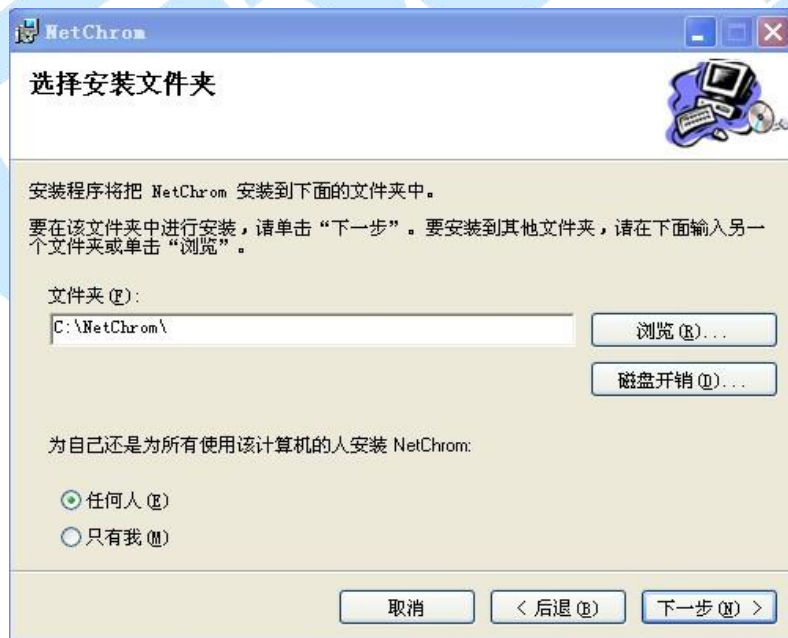 NetChrom
选择安装文件夹
安装程序将把 NetChrom 安装到下面的文件夹中。
要在该文件夹中进行安装，请单击“下一步”。要安装到其他文件夹，请在下面输入另一
个文件夹或单击“浏览”。
文件夹(F):
C:\NetChrom\
浏览(R)...
磁盘开销(D)...
为自己还是为所有使用该计算机的人安装 NetChrom:
任何人(E)
只有我(M)
取消
< 后退(B)
下一步(N) >